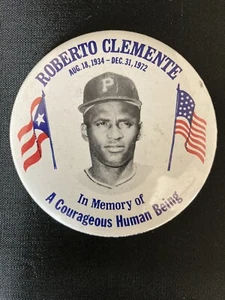 ROBERTO CLEMENTE
AUG. 18, 1934 - DEC. 31, 1972
P
In Memory of
A Courageous Human Being